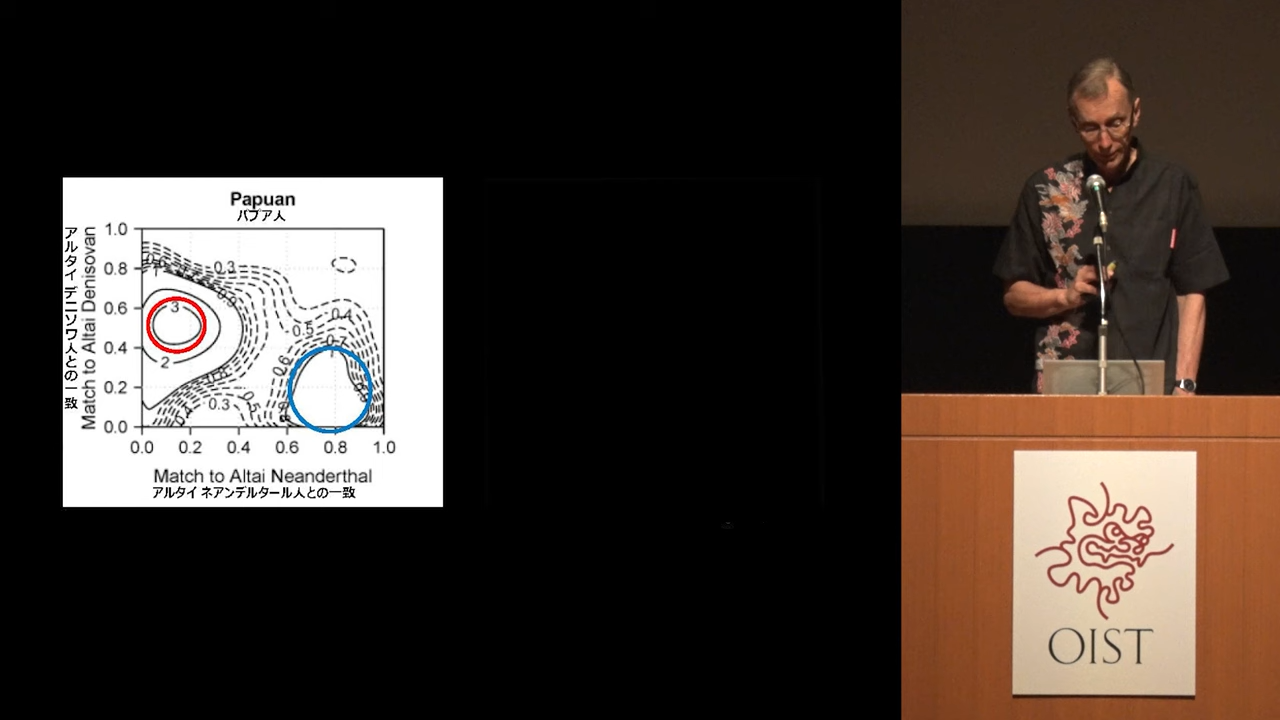 Papuan
パプア人
アルタイ デニソワ人との一致
Match to Altai Denisovan
1.0
0.8
0.6
0.4
0.2
0.0
0.3
0.9
3
2
0.4
0.5
0.7
0.6
0.3
0.0 0.2 0.4 0.6 0.8 1.0
Match to Altai Neanderthal
アルタイ ネアンデルタール人との一致
OIST